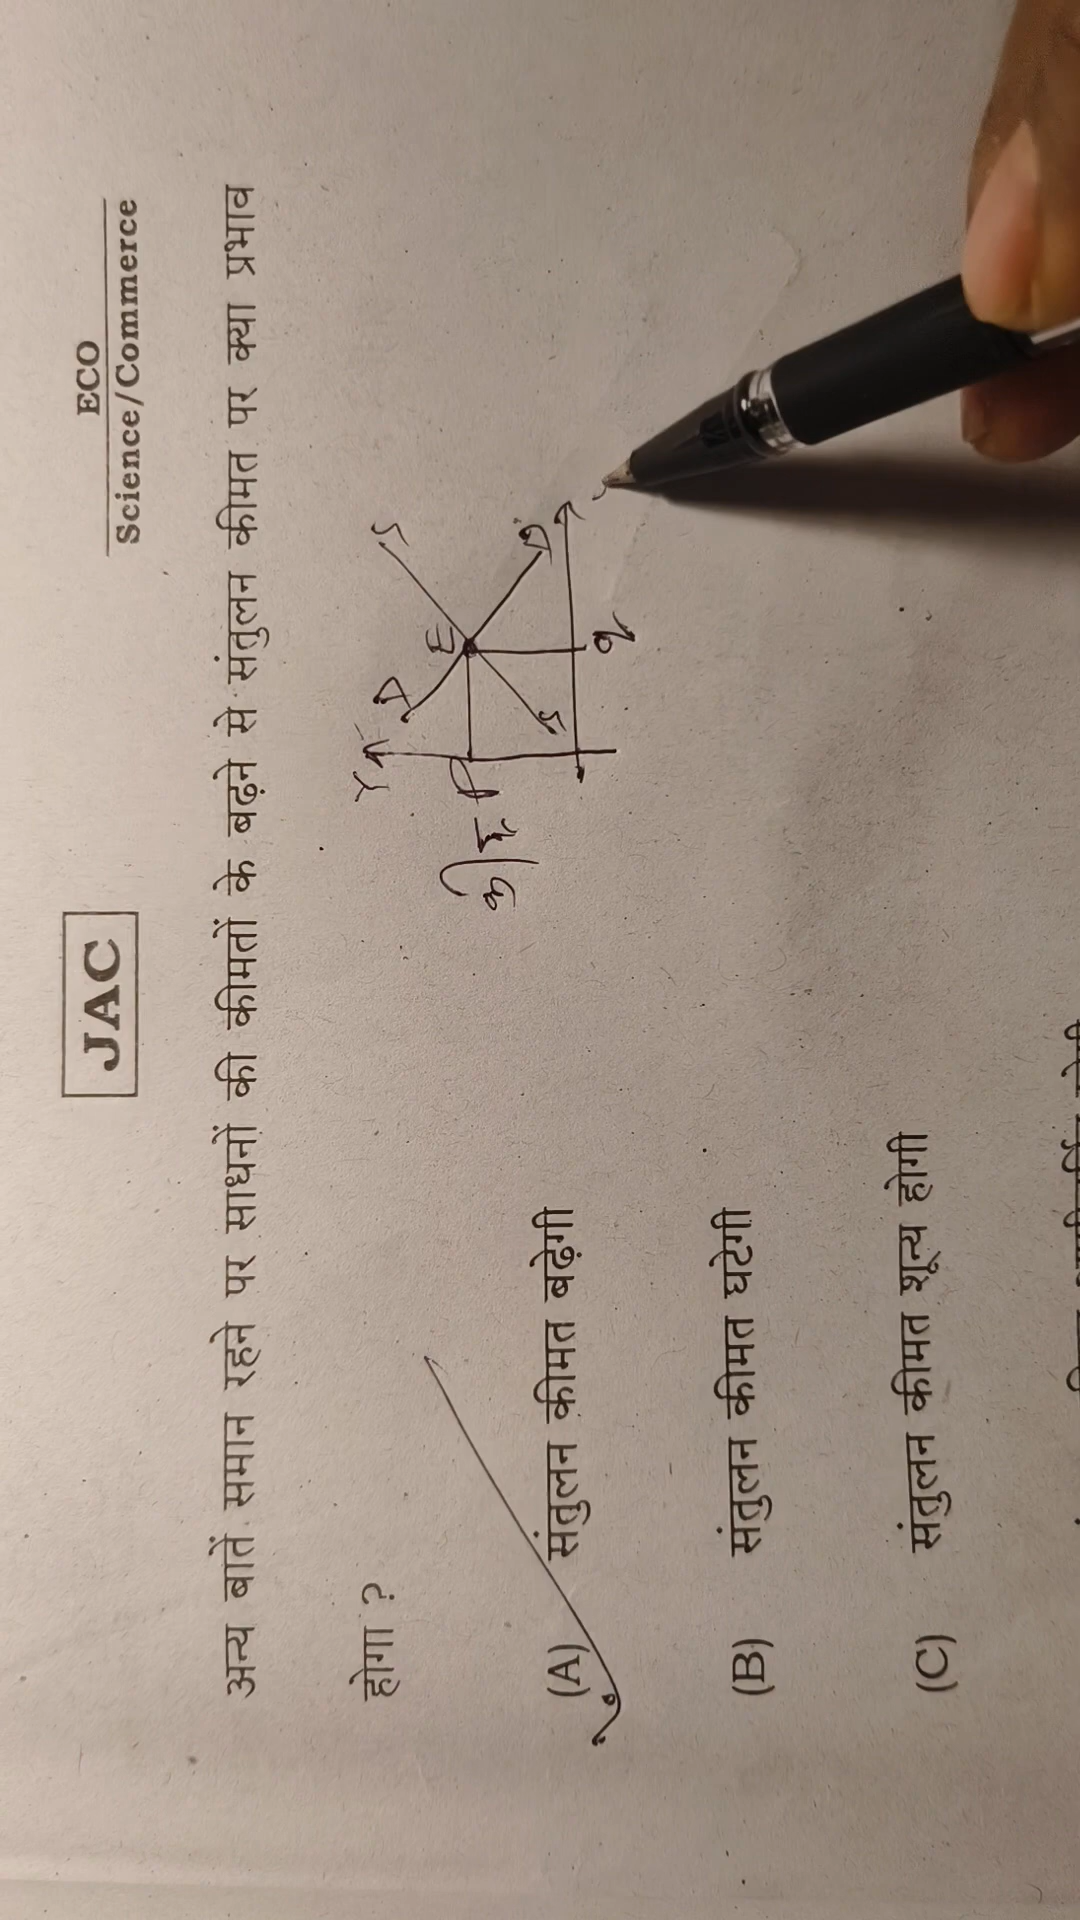 ECO
JAC
Science/Commerce
अन्य बातें समान रहने पर साधनों की कीमतों के बढ़ने से संतुलन कीमत पर क्या प्रभाव
होगा ?
Y
D
S
E
P
S
D
q
(A) संतुलन कीमत बढ़ेगी
(B) संतुलन कीमत घटेगी
(C) संतुलन कीमत शून्य होगी